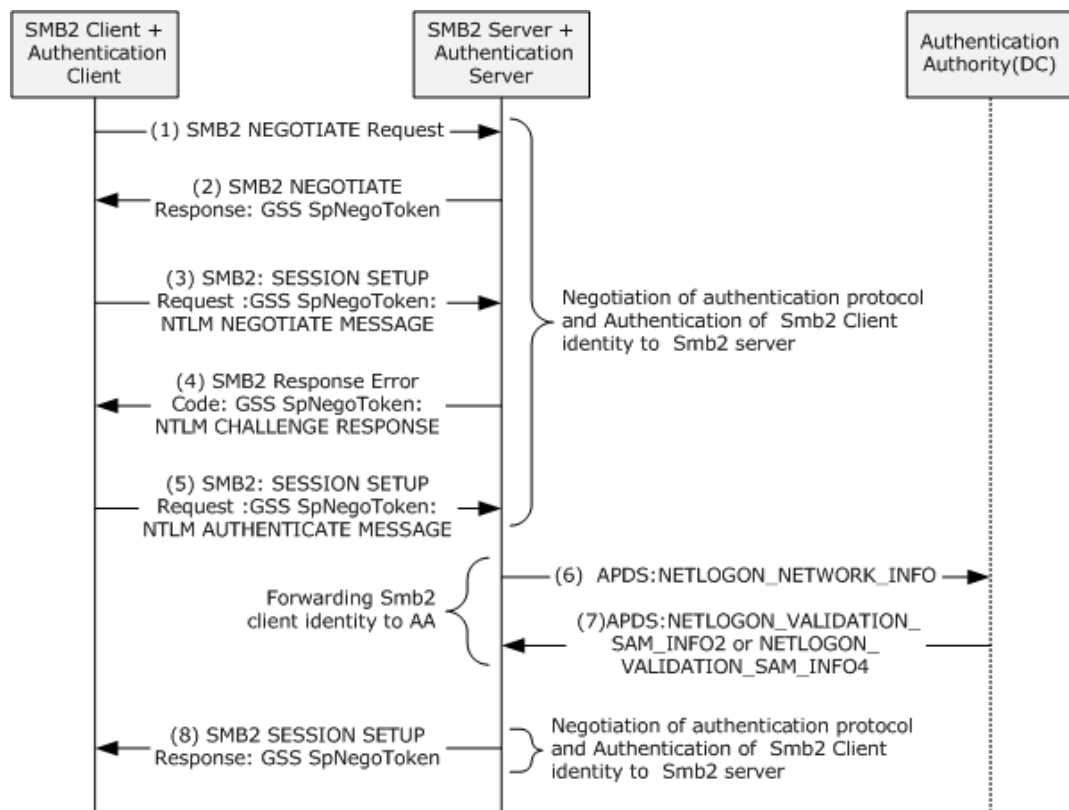 SMB2 Client +
Authentication
Client
SMB2 Server +
Authentication
Server
Authentication
Authority(DC)
(1) SMB2 NEGOTIATE Request
(2) SMB2 NEGOTIATE
Response: GSS SpNegoToken
(3) SMB2: SESSION SETUP
Request :GSS SpNegoToken:
NTLM NEGOTIATE MESSAGE
Negotiation of authentication protocol
and Authentication of Smb2 Client
identity to Smb2 server
(4) SMB2 Response Error
Code: GSS SpNegoToken:
NTLM CHALLENGE RESPONSE
(5) SMB2: SESSION SETUP
Request :GSS SpNegoToken:
NTLM AUTHENTICATE MESSAGE
(6) APDS:NETLOGON_NETWORK_INFO
Forwarding Smb2
client identity to AA
(7)APDS:NETLOGON_VALIDATION_
SAM_INFO2 or NETLOGON_
VALIDATION_SAM_INFO4
(8) SMB2 SESSION SETUP
Response: GSS SpNegoToken
Negotiation of authentication protocol
and Authentication of Smb2 Client
identity to Smb2 server